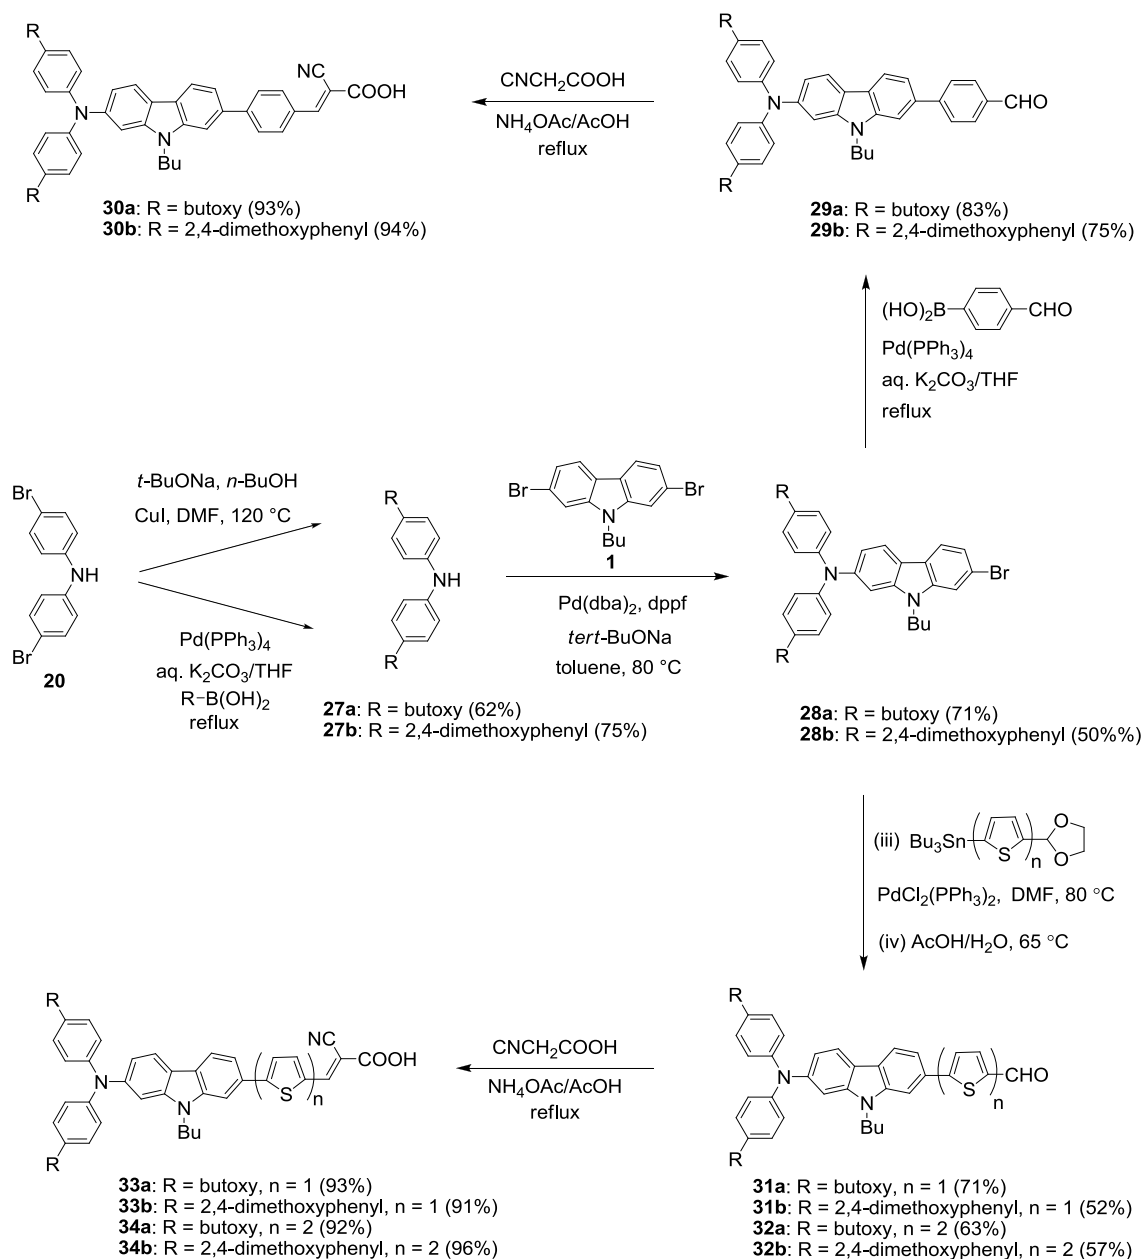 R
NC
COOH
N
N
Bu
R
30a: R = butoxy (93%)
30b: R = 2,4-dimethoxyphenyl (94%)
CNCH2COOH
NH4OAc/AcOH
reflux
R
N
N
Bu
CHO
R
29a: R = butoxy (83%)
29b: R = 2,4-dimethoxyphenyl (75%)
(HO)2B
CHO
Pd(PPh3)4
aq. K2CO3/THF
reflux
Br
NH
Br
20
t-BuONa, n-BuOH
CuI, DMF, 120 °C
Pd(PPh3)4
aq. K2CO3/THF
R-B(OH)2
reflux
R
NH
R
27a: R = butoxy (62%)
27b: R = 2,4-dimethoxyphenyl (75%)
Br
Br
N
Bu
1
Pd(dba)2, dppf
tert-BuONa
toluene, 80 °C
R
N
N
Bu
Br
R
28a: R = butoxy (71%)
28b: R = 2,4-dimethoxyphenyl (50%%)
(iii) Bu3Sn
S
n
O
O
PdCl2(PPh3)2, DMF, 80 °C
(iv) AcOH/H2O, 65 °C
R
NC
COOH
N
S
n
N
Bu
R
33a: R = butoxy, n = 1 (93%)
33b: R = 2,4-dimethoxyphenyl, n = 1 (91%)
34a: R = butoxy, n = 2 (92%)
34b: R = 2,4-dimethoxyphenyl, n = 2 (96%)
CNCH2COOH
NH4OAc/AcOH
reflux
R
N
S
n
CHO
N
Bu
R
31a: R = butoxy, n = 1 (71%)
31b: R = 2,4-dimethoxyphenyl, n = 1 (52%)
32a: R = butoxy, n = 2 (63%)
32b: R = 2,4-dimethoxyphenyl, n = 2 (57%)